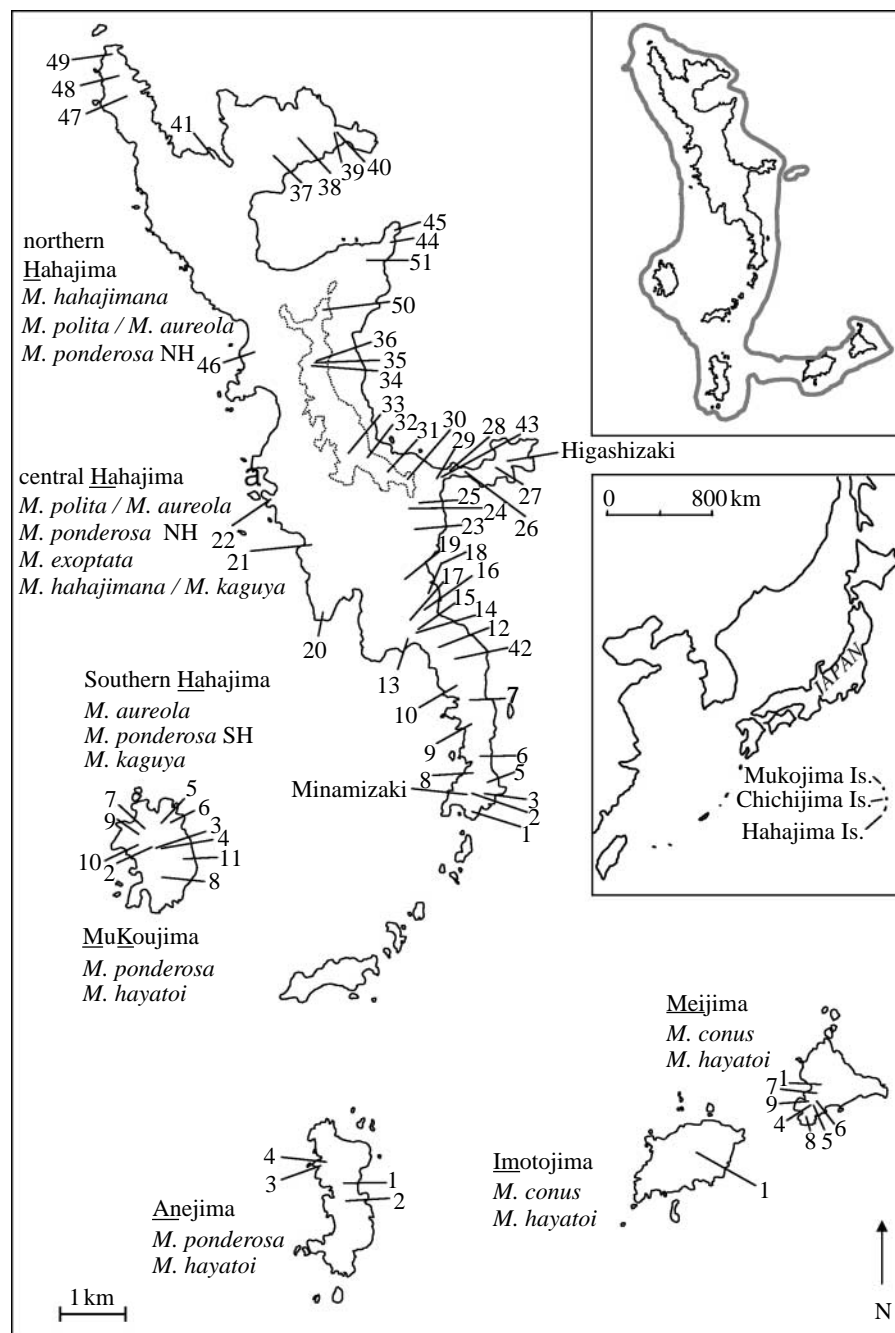 49
48
47
41
37
38
39
40
45
44
51
50
northern
Hahajima
M. hahajimana
M. polita / M. aureola
M. ponderosa NH
46
36
35
34
33
32
31
30
29
28
43
Higashizaki
27
26
25
24
23
central Hahajima
M. polita / M. aureola
M. ponderosa NH
M. exoptata
M. hahajimana / M. kaguya
a
22
21
20
19
18
17
16
15
14
12
42
13
10
7
9
6
8
5
Minamizaki
3
2
1
Southern Hahajima
M. aureola
M. ponderosa SH
M. kaguya
7
5
9
6
3
4
10
2
11
8
MuKoujima
M. ponderosa
M. hayatoi
4
3
1
2
Anejima
M. ponderosa
M. hayatoi
Imotojima
M. conus
M. hayatoi
1
Meijima
M. conus
M. hayatoi
1
7
9
4
8
5
6
0 800 km
JAPAN
Mukojima Is.
Chichijima Is.
Hahajima Is.
1 km
N